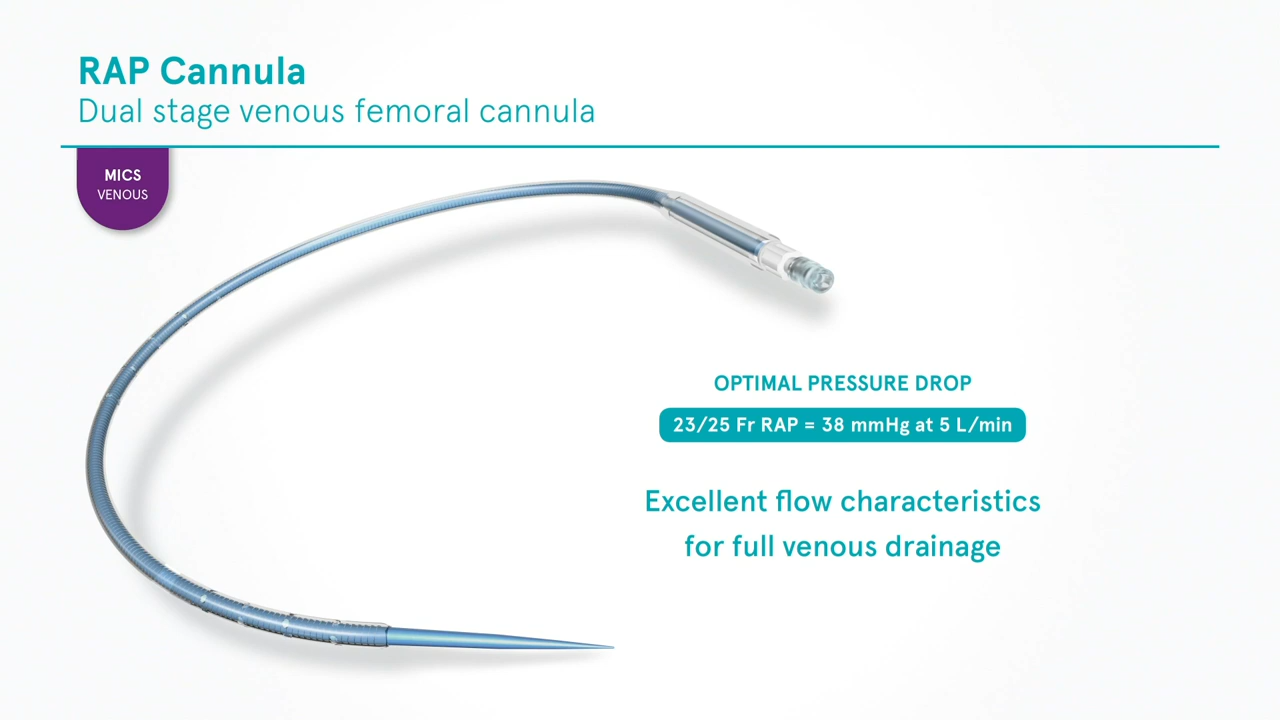 RAP Cannula
Dual stage venous femoral cannula
MICS
VENOUS
OPTIMAL PRESSURE DROP
23/25 Fr RAP = 38 mmHg at 5 L/min
Excellent flow characteristics
for full venous drainage